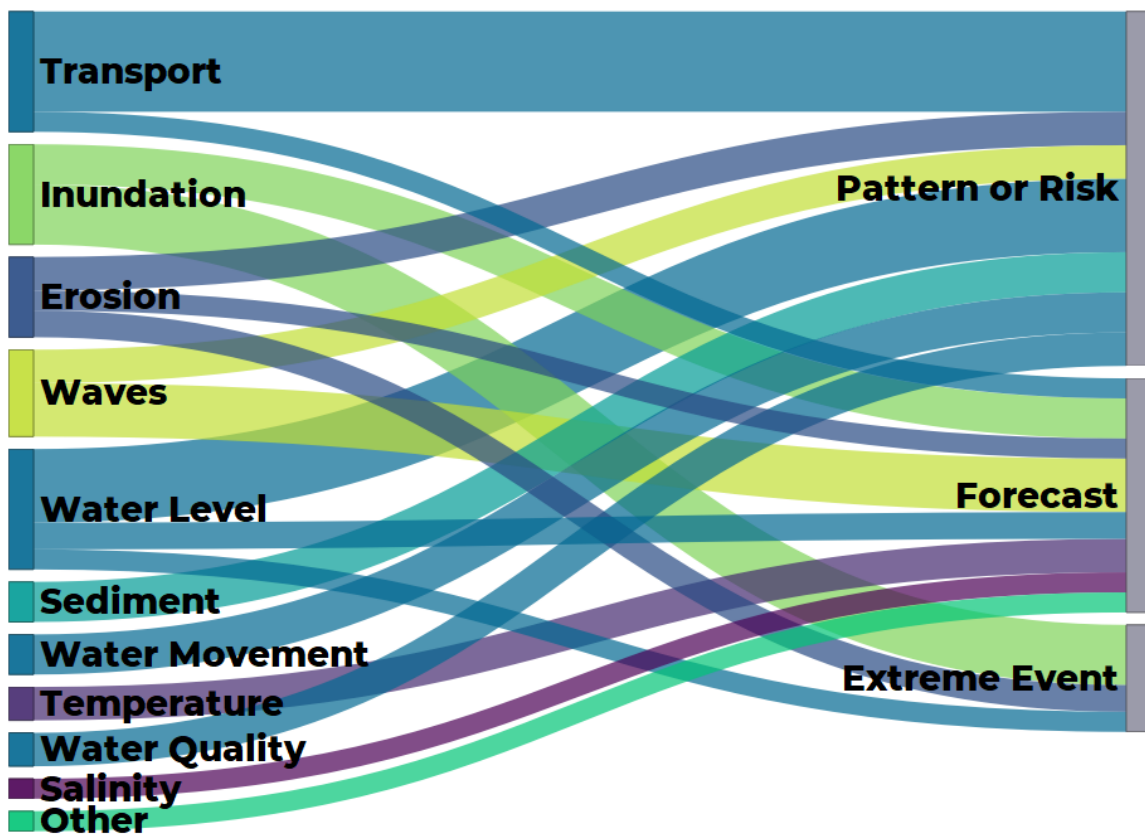 Transport
Inundation
Erosion
Waves
Water Level
Sediment
Water Movement
Temperature
Water Quality
Salinity
Other
Pattern or Risk
Forecast
Extreme Event